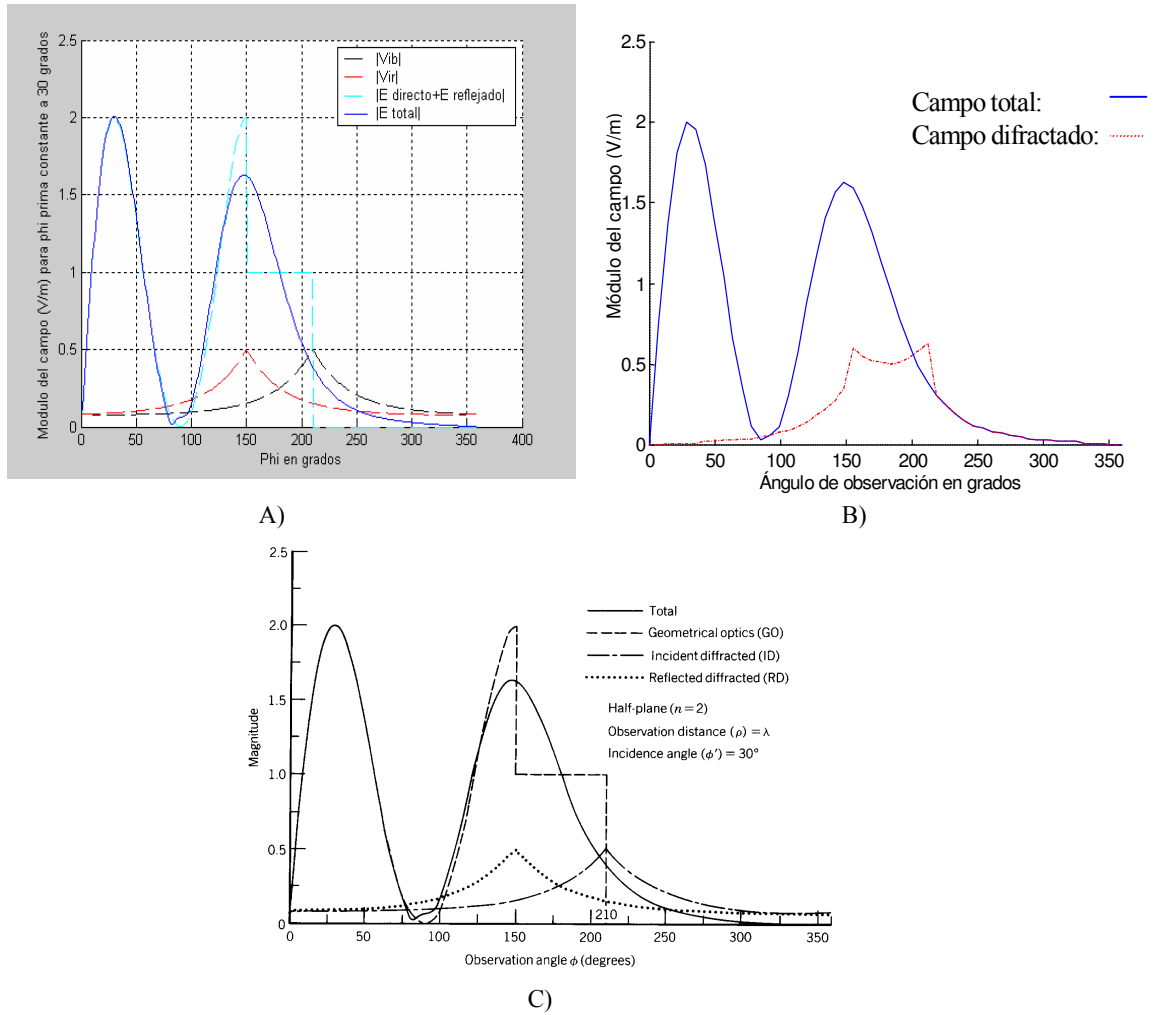 Modulo del campo (V/m) para phi prima constante a 30 grados
2.5
2
1.5
1
0.5
0
0 50 100 150 200 250 300 350 400
Phi en grados
|Vib|
|Vir|
|E directo+E reflejado|
|E total|
A)
Módulo del campo (V/m)
2.5
2
1.5
1
0.5
0
0 50 100 150 200 250 300 350
Ángulo de observación en grados
Campo total:
Campo difractado:
B)
Magnitude
2.5
2.0
1.5
1.0
0.5
0
0 50 100 150 200 250 300 350
210
Observation angle ϕ (degrees)
Total
Geometrical optics (GO)
Incident diffracted (ID)
Reflected diffracted (RD)
Half-plane (n = 2)
Observation distance (ρ) = λ
Incidence angle (ϕ′) = 30°
C)